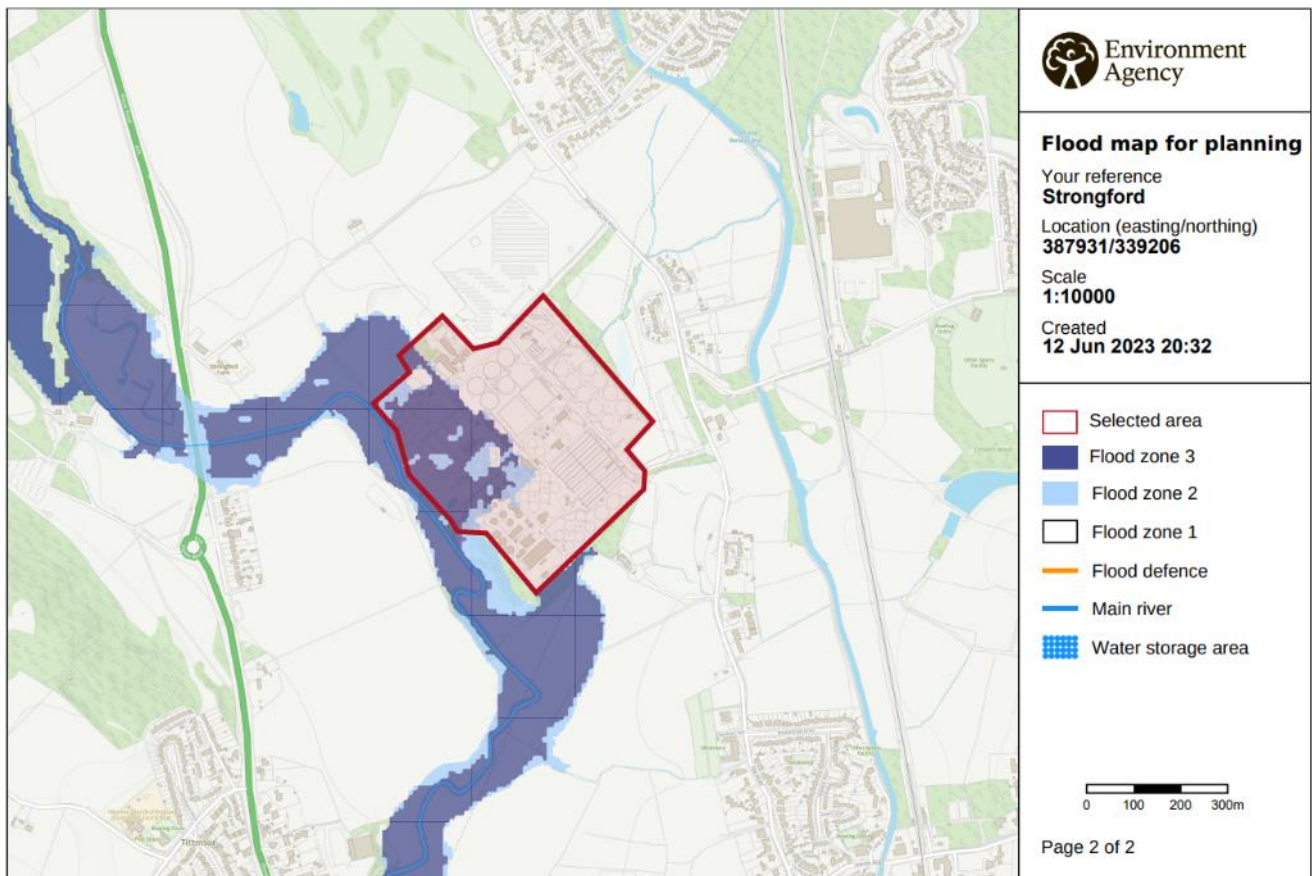 Environment
Agency
Flood map for planning
Your reference
Strongford
Location (easting/northing)
387931/339206
Scale
1:10000
Created
12 Jun 2023 20:32
Selected area
Flood zone 3
Flood zone 2
Flood zone 1
Flood defence
Main river
Water storage area
0 100 200 300m
Page 2 of 2
Tittensor